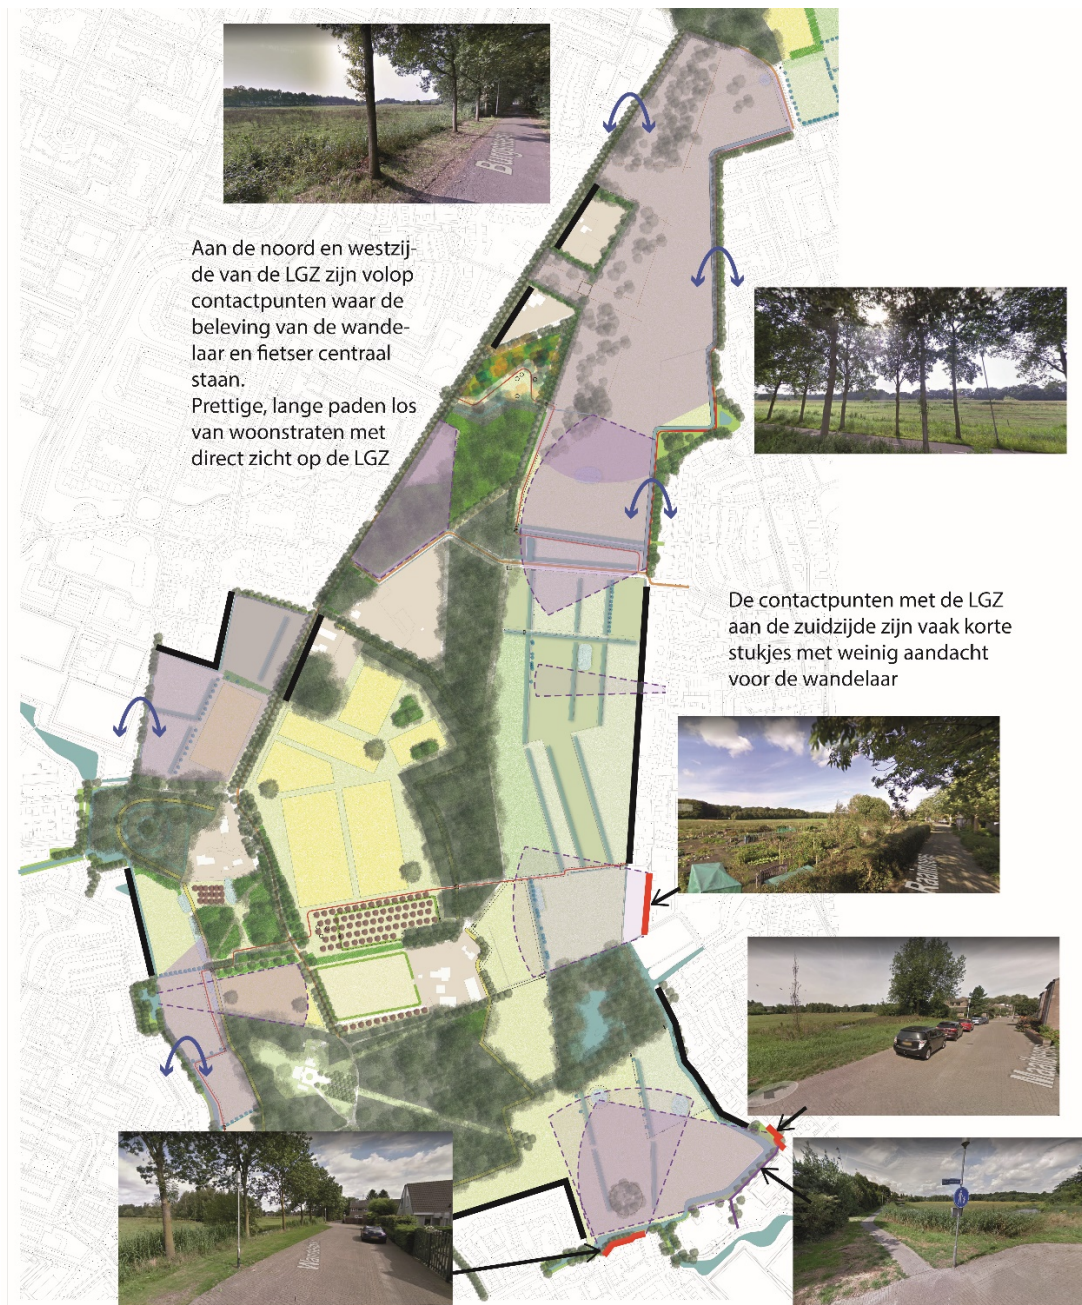 Aan de noord en westzij-
de van de LGZ zijn volop
contactpunten waar de
beleving van de wande-
laar en fietser centraal
staan.
Prettige, lange paden los
van woonstraten met
direct zicht op de LGZ
De contactpunten met de LGZ
aan de zuidzijde zijn vaak korte
stukjes met weinig aandacht
voor de wandelaar